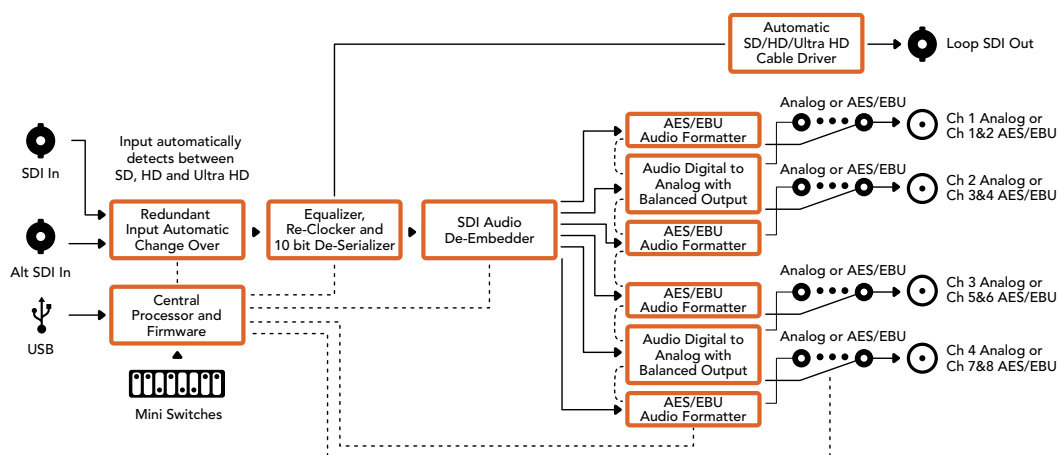 Automatic
SD/HD/Ultra HD
Cable Driver
Loop SDI Out
SDI In
Input automatically
detects between
SD, HD and Ultra HD
Alt SDI In
Redundant
Input Automatic
Change Over
Equalizer,
Re-Clocker and
10 bit De-Serializer
SDI Audio
De-Embedder
USB
Central
Processor and
Firmware
Mini Switches
AES/EBU
Audio Formatter
Audio Digital to
Analog with
Balanced Output
AES/EBU
Audio Formatter
AES/EBU
Audio Formatter
Audio Digital to
Analog with
Balanced Output
AES/EBU
Audio Formatter
Analog or AES/EBU
Ch 1 Analog or
Ch 1&2 AES/EBU
Analog or AES/EBU
Ch 2 Analog or
Ch 3&4 AES/EBU
Analog or AES/EBU
Ch 3 Analog or
Ch 5&6 AES/EBU
Analog or AES/EBU
Ch 4 Analog or
Ch 7&8 AES/EBU